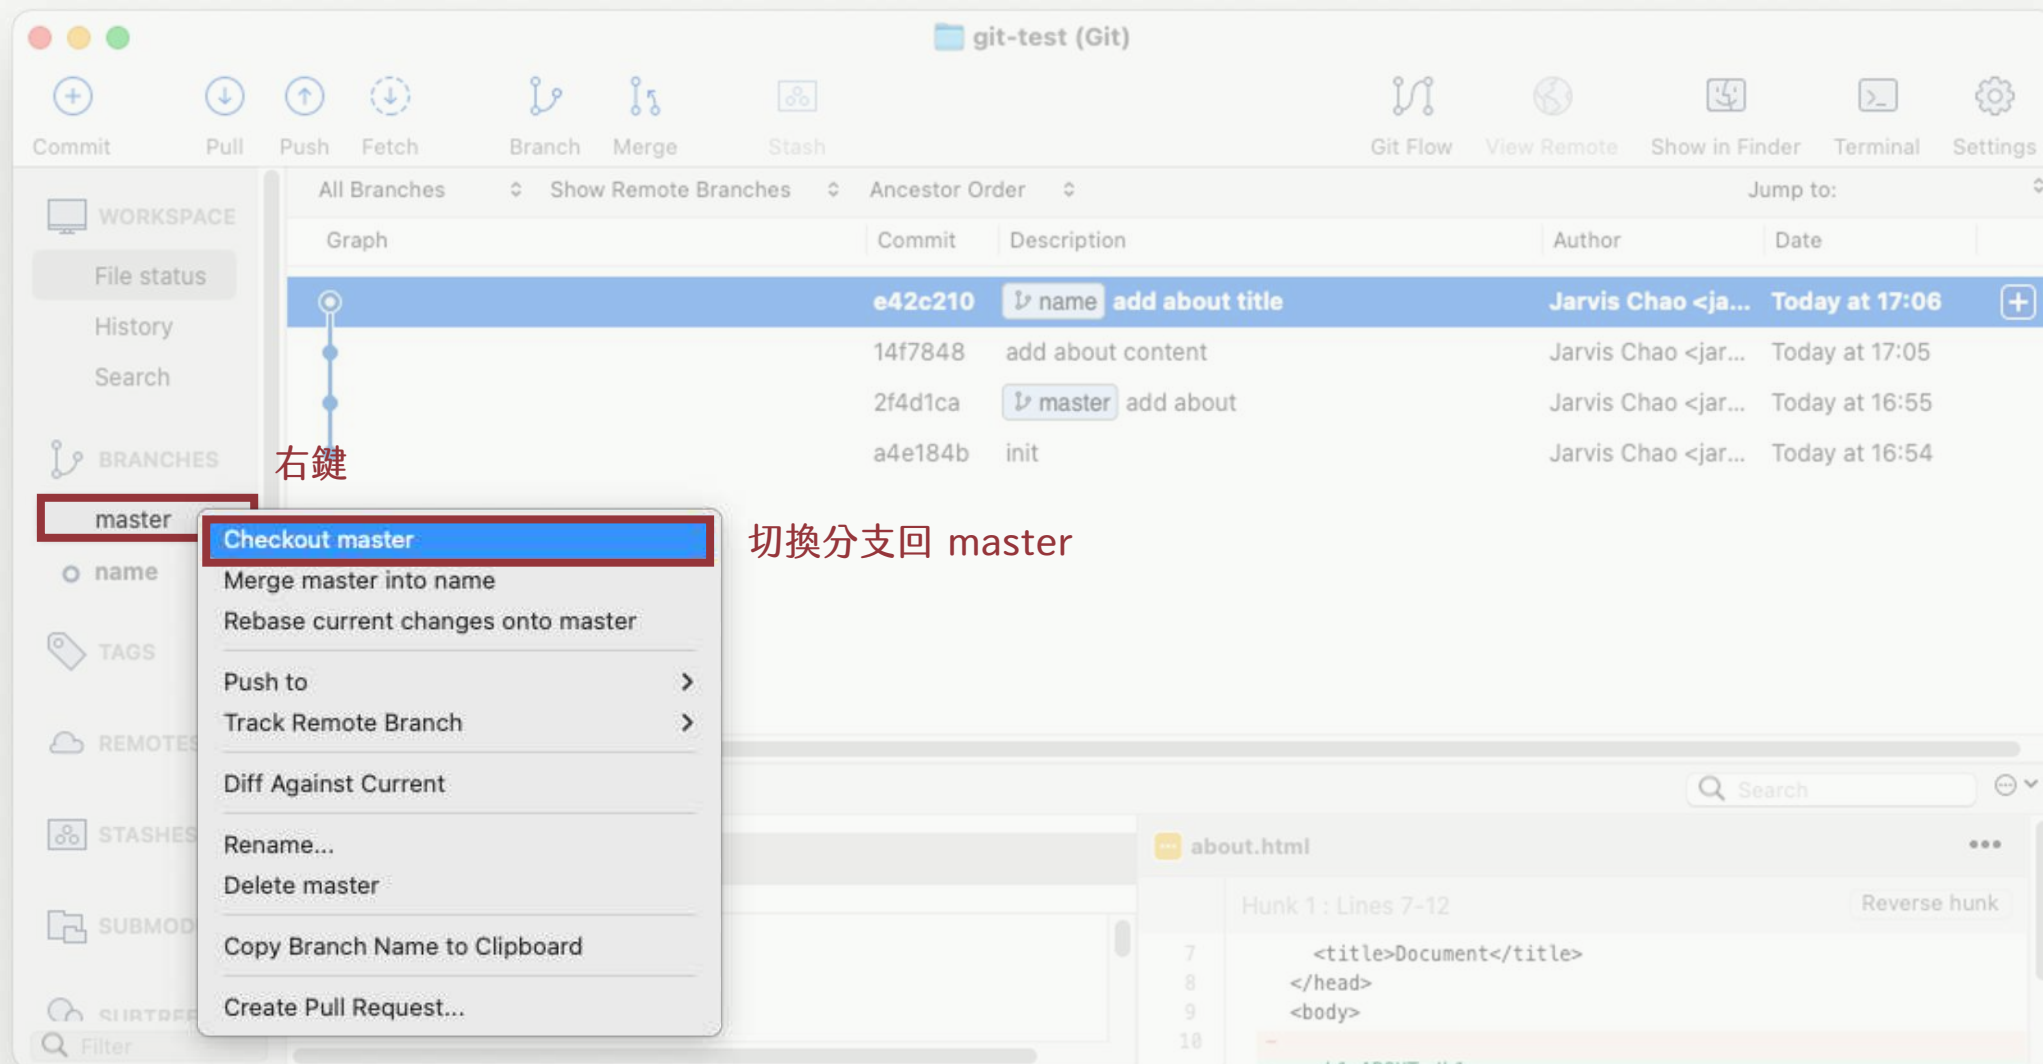 git-test (Git)
Commit Pull Push Fetch Branch Merge Stash Git Flow View Remote Show in Finder Terminal Settings
All Branches Show Remote Branches Ancestor Order Jump to:
WORKSPACE
Graph Commit Description Author Date
File status
e42c210 name add about title Jarvis Chao <ja... Today at 17:06
History
14f7848 add about content Jarvis Chao <jar... Today at 17:05
Search
2f4d1ca master add about Jarvis Chao <jar... Today at 16:55
a4e184b init Jarvis Chao <jar... Today at 16:54
BRANCHES
右鍵
master
Checkout master
切換分支回 master
name
Merge master into name
Rebase current changes onto master
TAGS
Push to
Track Remote Branch
REMOTES
Diff Against Current
Search
STASHES
Rename...
about.html
Delete master
Hunk 1 : Lines 7-12 Reverse hunk
SUBMOD
Copy Branch Name to Clipboard
7 <title>Document</title>
8 </head>
9 <body>
Create Pull Request...
SUBTREE
10 -
Filter